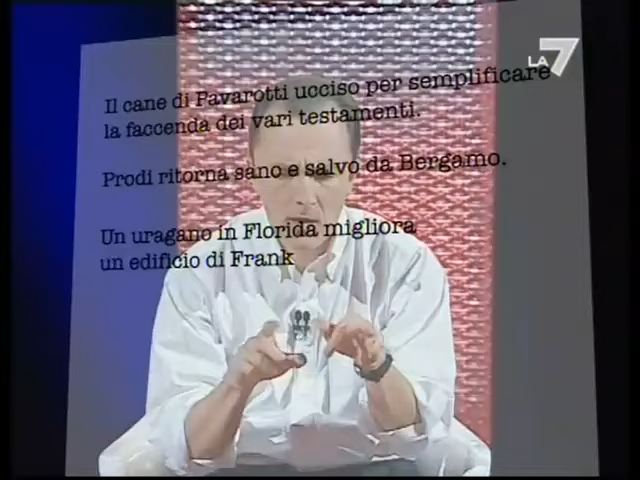 LA7
Il cane di Pavarotti ucciso per semplificare
la faccenda dei vari testamenti.
Prodi ritorna sano e salvo da Bergamo.
Un uragano in Florida migliora
un edificio di Frank